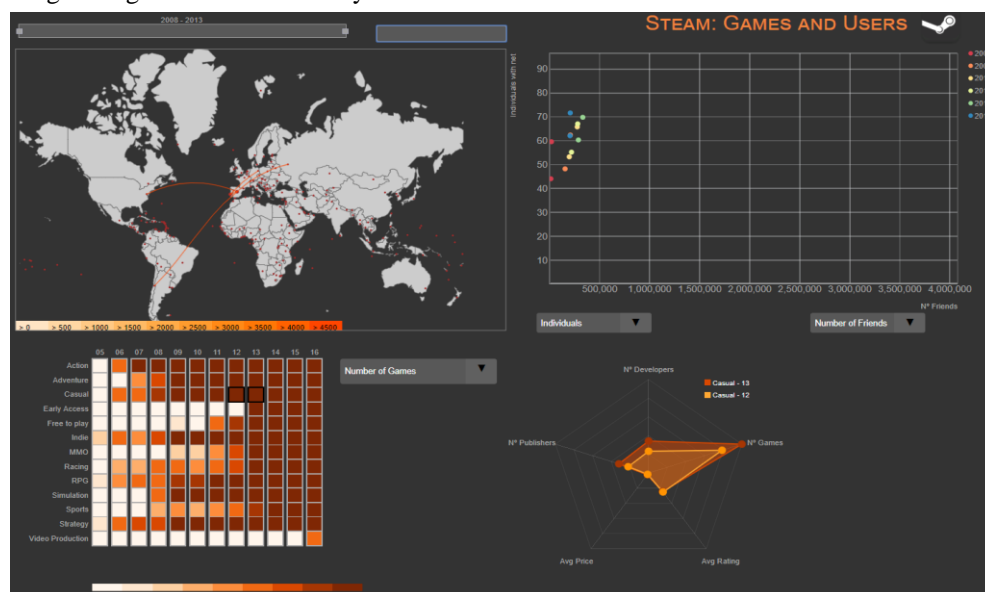 2008 - 2013
STEAM: GAMES AND USERS
Individuals with net
90
80
70
60
50
40
30
20
10
500,000 1,000,000 1,500,000 2,000,000 2,500,000 3,000,000 3,500,000 4,000,000
Nº Friends
> 0 > 500 > 1000 > 1500 > 2000 > 2500 > 3000 > 3500 > 4000 > 4500
Individuals ▼
Number of Friends ▼
05 06 07 08 09 10 11 12 13 14 15 16
Action
Adventure
Casual
Early Access
Free to play
Indie
MMO
Racing
RPG
Simulation
Sports
Strategy
Video Production
Number of Games ▼
Nº Developers
Casual - 13
Casual - 12
Nº Publishers
Nº Games
Avg Price
Avg Rating